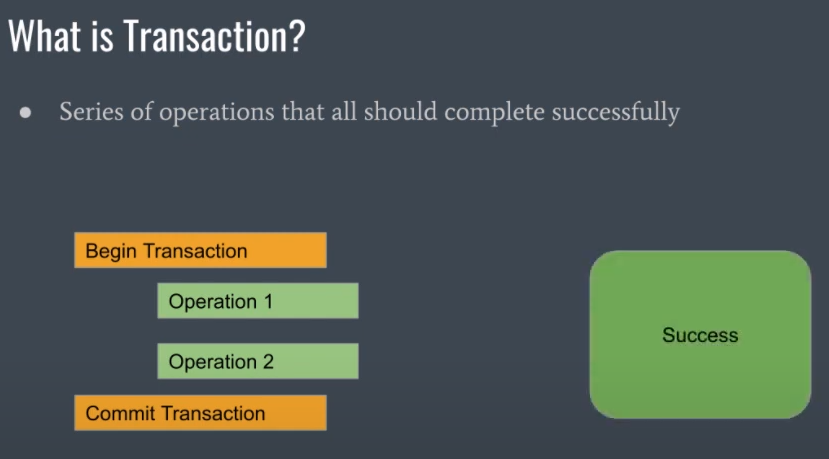 What is Transaction?
● Series of operations that all should complete successfully
Begin Transaction
Operation 1
Operation 2
Commit Transaction
Success